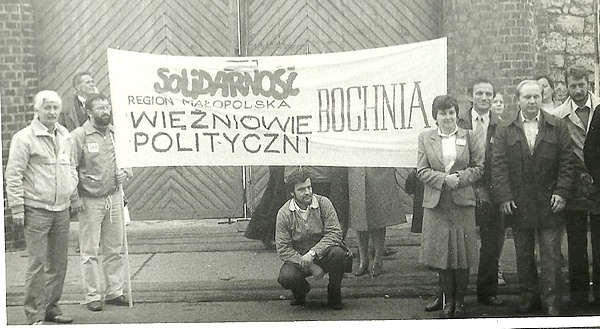 SOLIDARNOŚĆ
REGION MAŁOPOLSKA
WIĘŹNIOWIE
POLITYCZNI
BOCHNIA